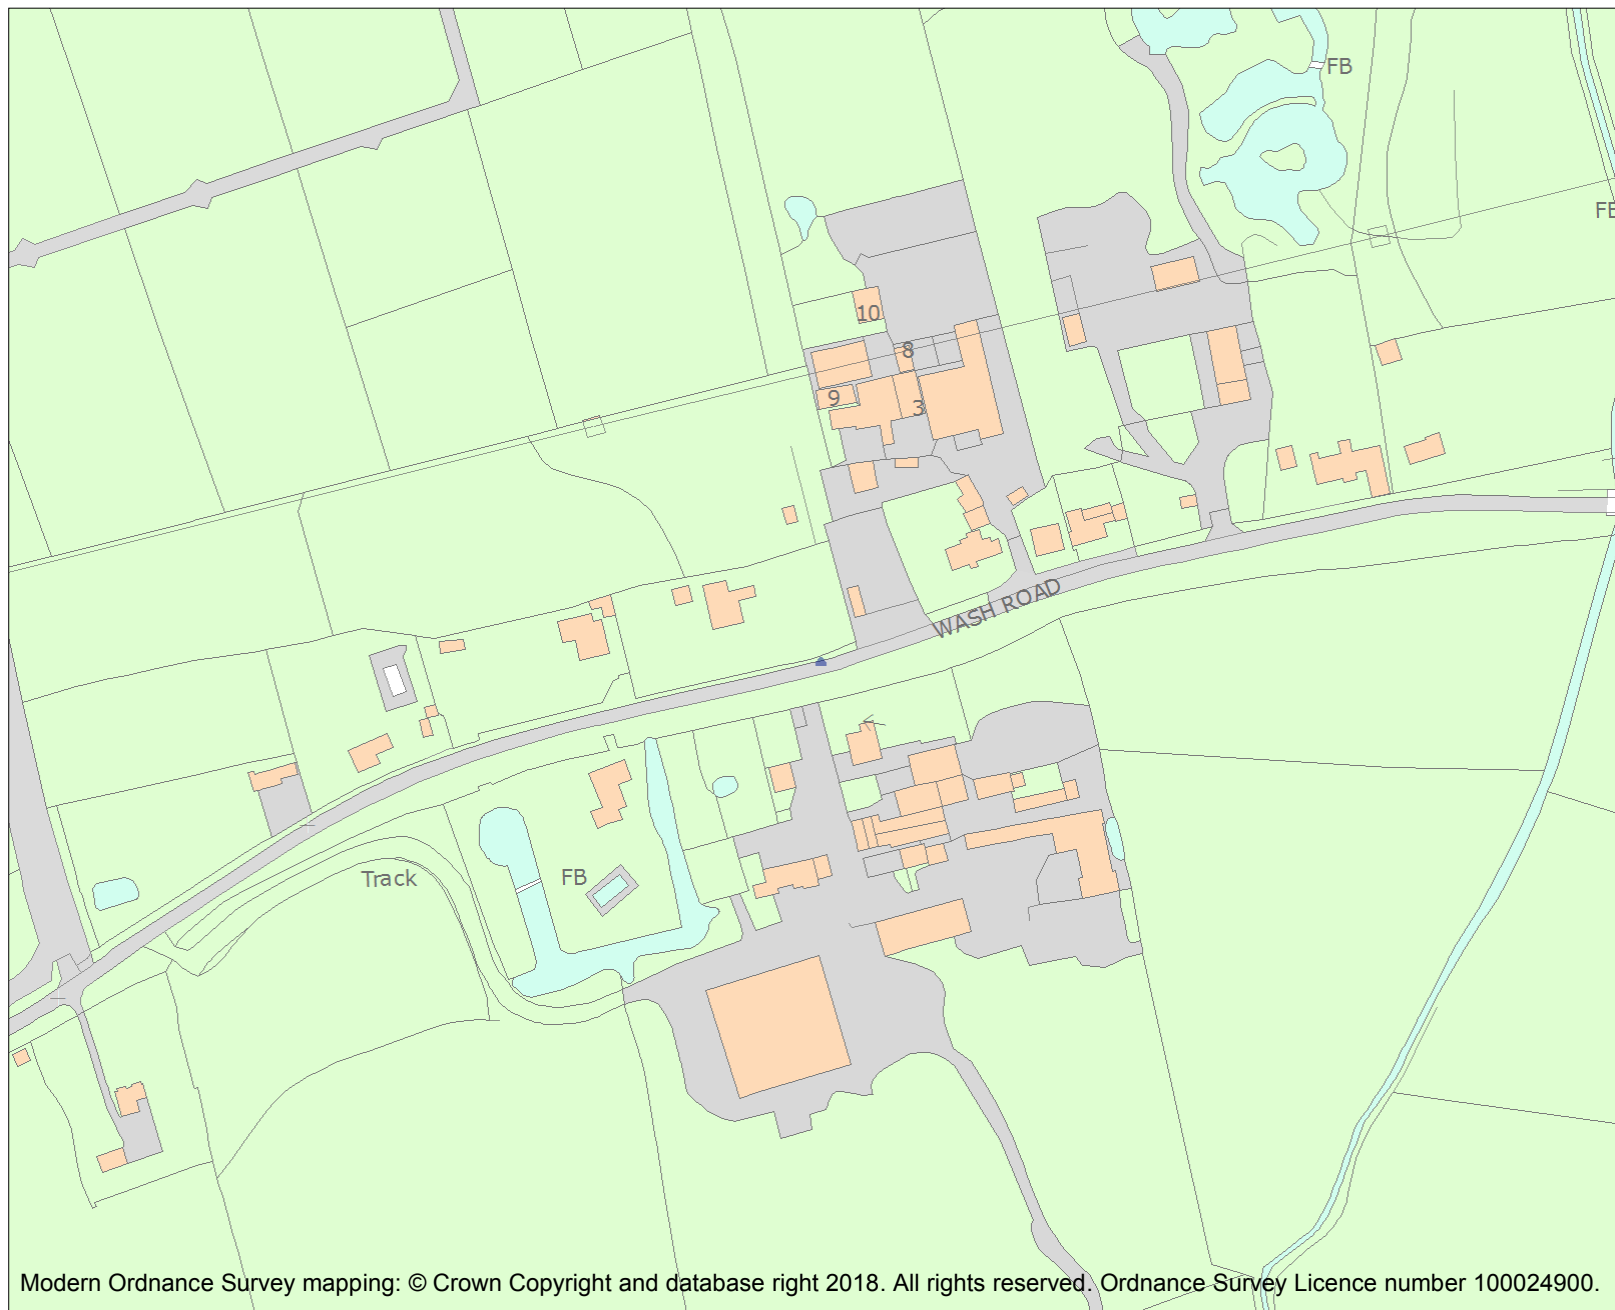 FB
FB
10
8
9
3
WASH ROAD
Track
FB
Modern Ordnance Survey mapping: © Crown Copyright and database right 2018. All rights reserved. Ordnance Survey Licence number 100024900.